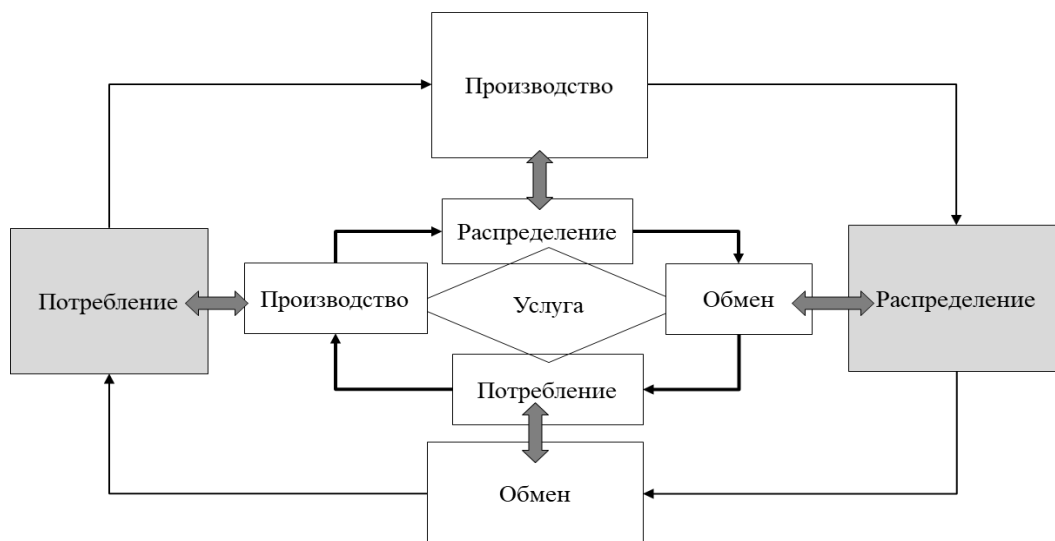 Производство
Распределение
Потребление
Производство
Услуга
Обмен
Распределение
Потребление
Обмен